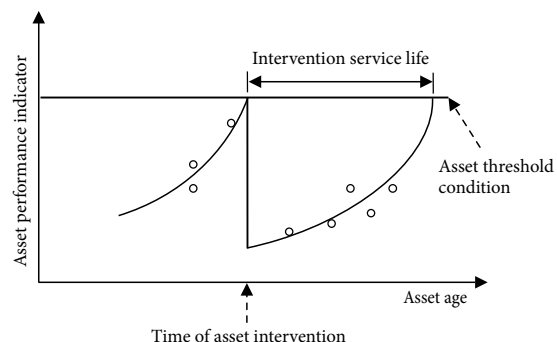 Intervention service life
Asset performance indicator
Asset threshold
condition
Asset age
Time of asset intervention